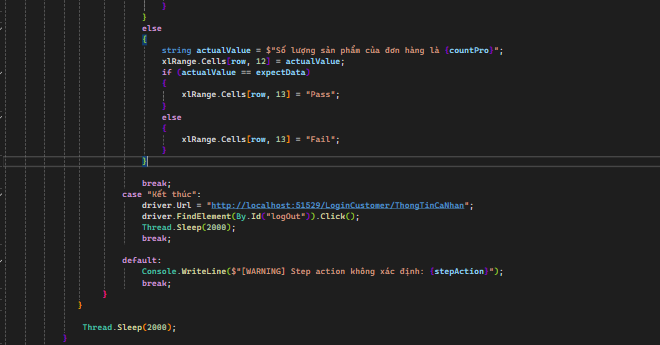 }
}
else
{
string actualValue = $"Số lượng sản phẩm của đơn hàng là {countPro}";
xlRange.Cells[row, 12] = actualValue;
if (actualValue == expectData)
{
xlRange.Cells[row, 13] = "Pass";
}
else
{
xlRange.Cells[row, 13] = "Fail";
}
}
break;
case "Kết thúc":
driver.Url = "http://localhost:51529/LoginCustomer/ThongTinCaNhan";
driver.FindElement(By.Id("logOut")).Click();
Thread.Sleep(2000);
break;
default:
Console.WriteLine($"[WARNING] Step action không xác định: {stepAction}");
break;
}
}
Thread.Sleep(2000);
}